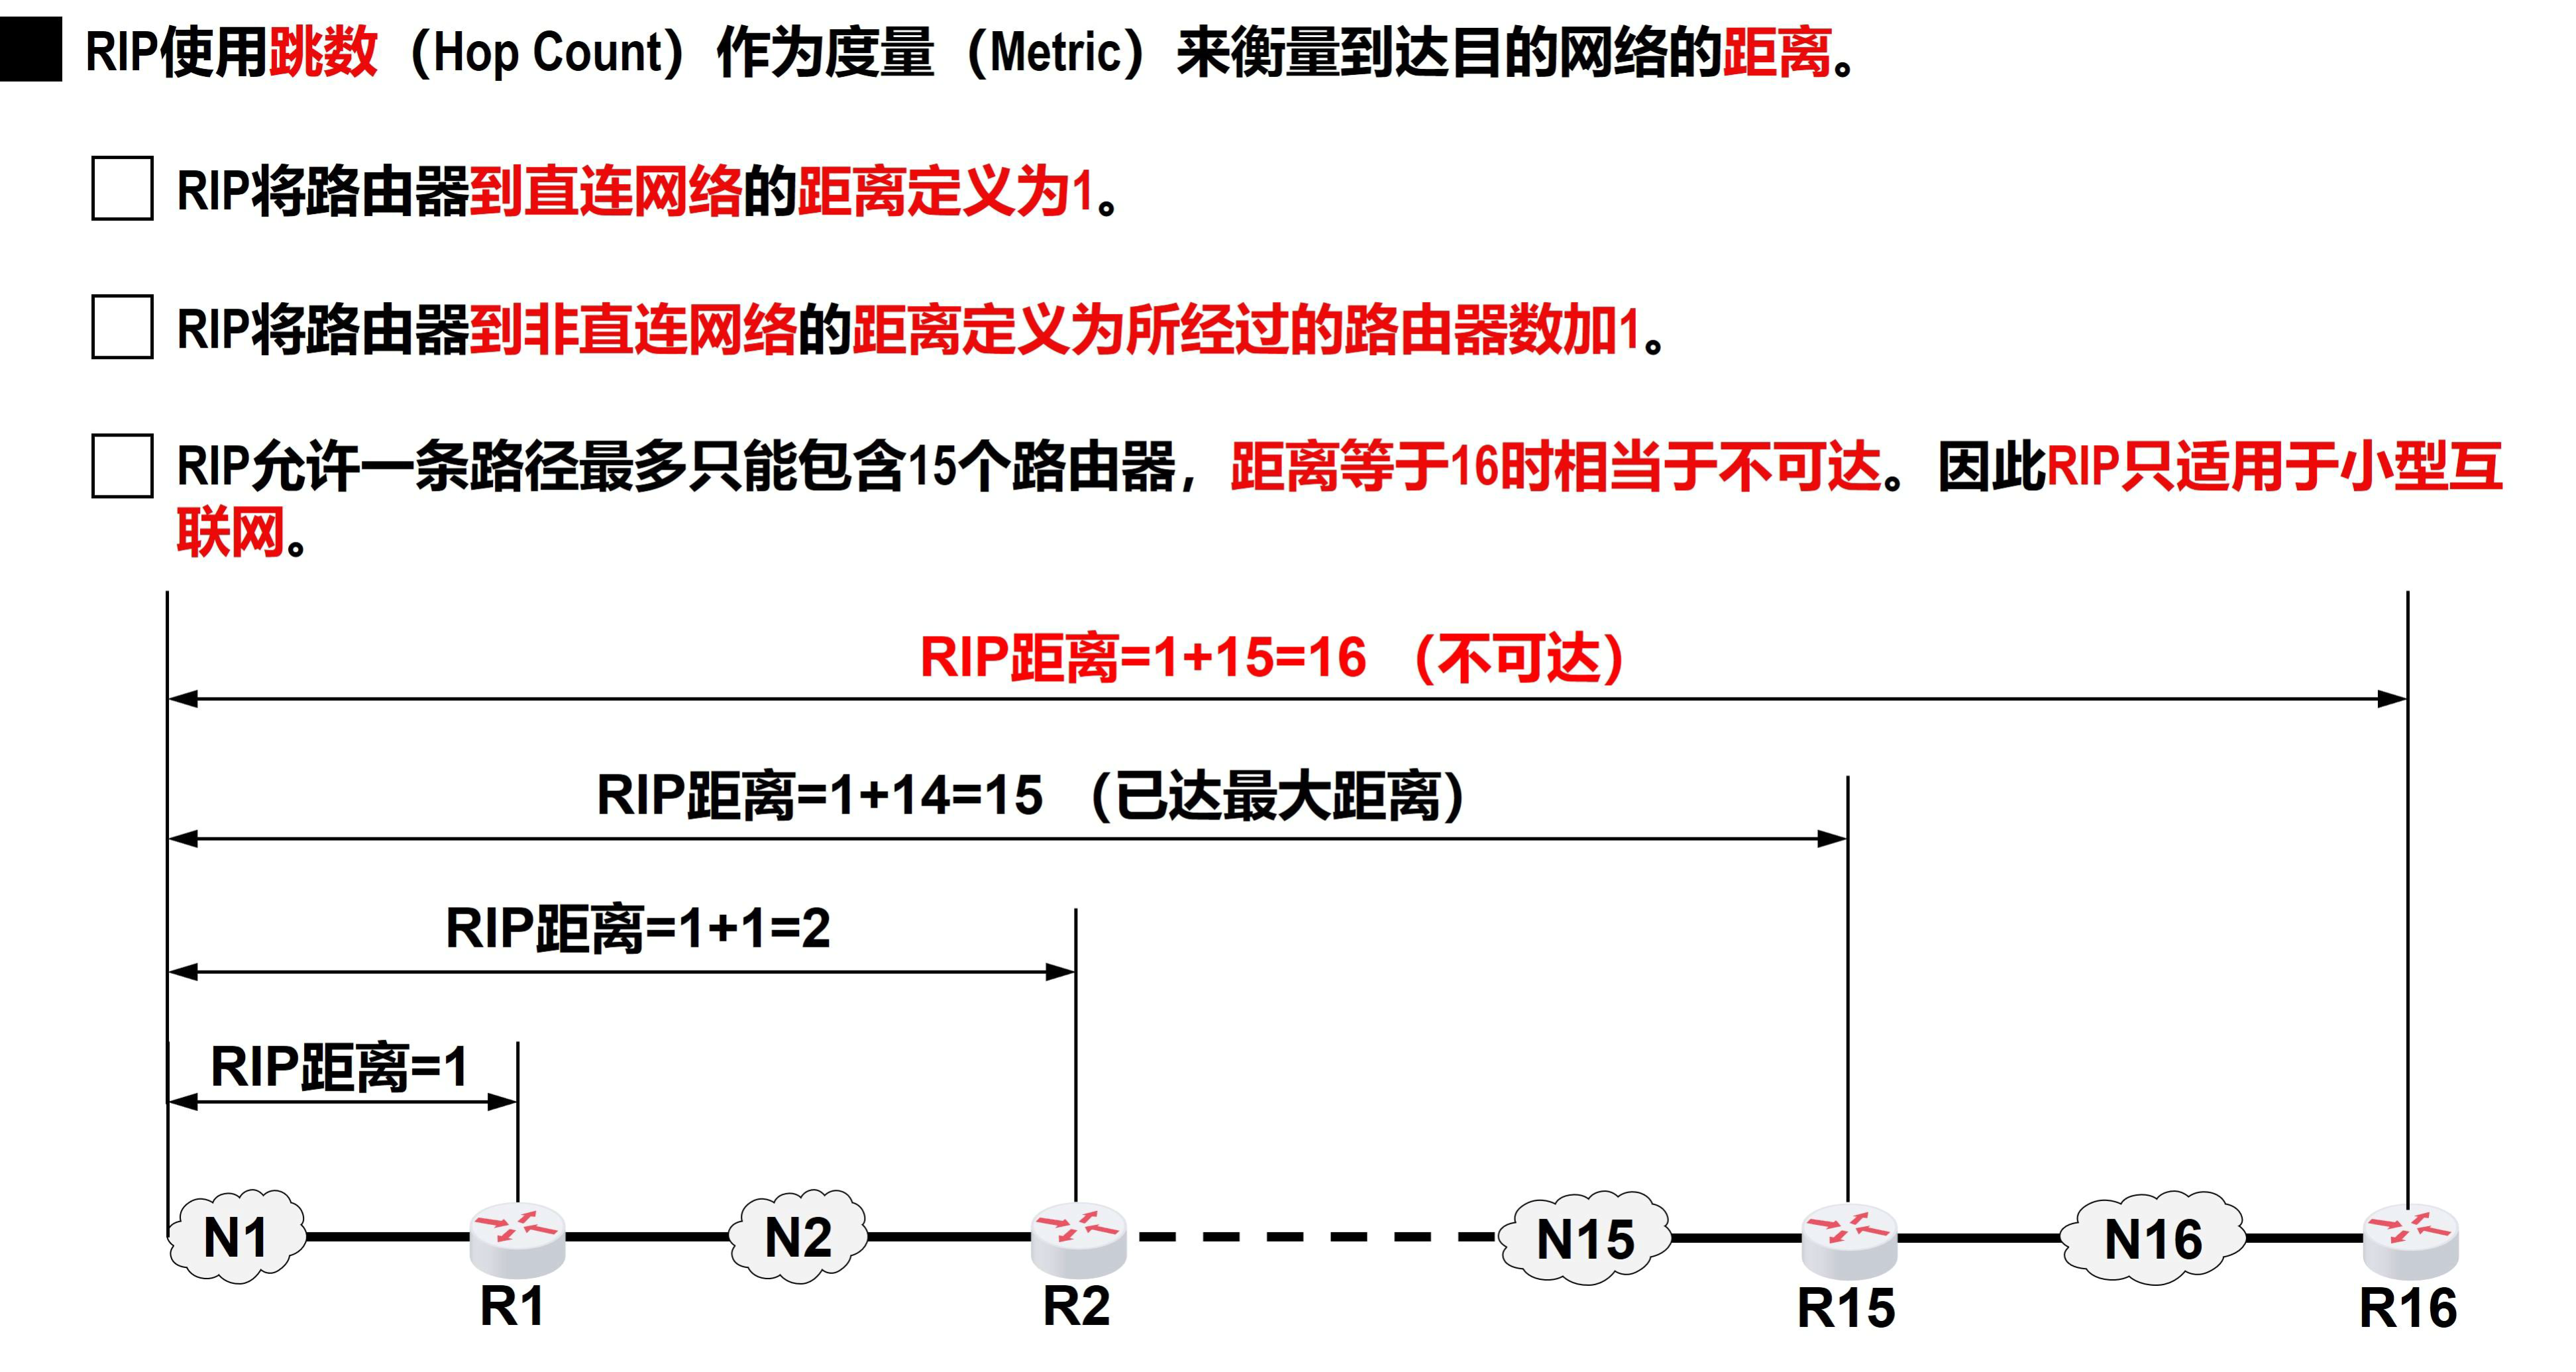 RIP使用跳数（Hop Count）作为度量（Metric）来衡量到达目的网络的距离。
RIP将路由器到直连网络的距离定义为1。
RIP将路由器到非直连网络的距离定义为所经过的路由器数加1。
RIP允许一条路径最多只能包含15个路由器，距离等于16时相当于不可达。因此RIP只适用于小型互
联网。
RIP距离=1+15=16 （不可达）
RIP距离=1+14=15 （已达最大距离）
RIP距离=1+1=2
RIP距离=1
N1
N2
N15
N16
R1
R2
R15
R16